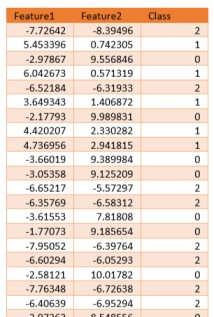 Feature1 Feature2 Class
-7.72642 -8.39496 2
5.453396 0.742305 1
-2.97867 9.556846 0
6.042673 0.571319 1
-6.52184 -6.31933 2
3.649343 1.406872 1
-2.17793 9.989831 0
4.420207 2.330282 1
4.736956 2.941815 1
-3.66019 9.389984 0
-3.05358 9.125209 0
-6.65217 -5.57297 2
-6.35769 -6.58312 2
-3.61553 7.81808 0
-1.77073 9.185654 0
-7.95052 -6.39764 2
-6.60294 -6.05293 2
-2.58121 10.01782 0
-7.76348 -6.72638 2
-6.40639 -6.95294 2